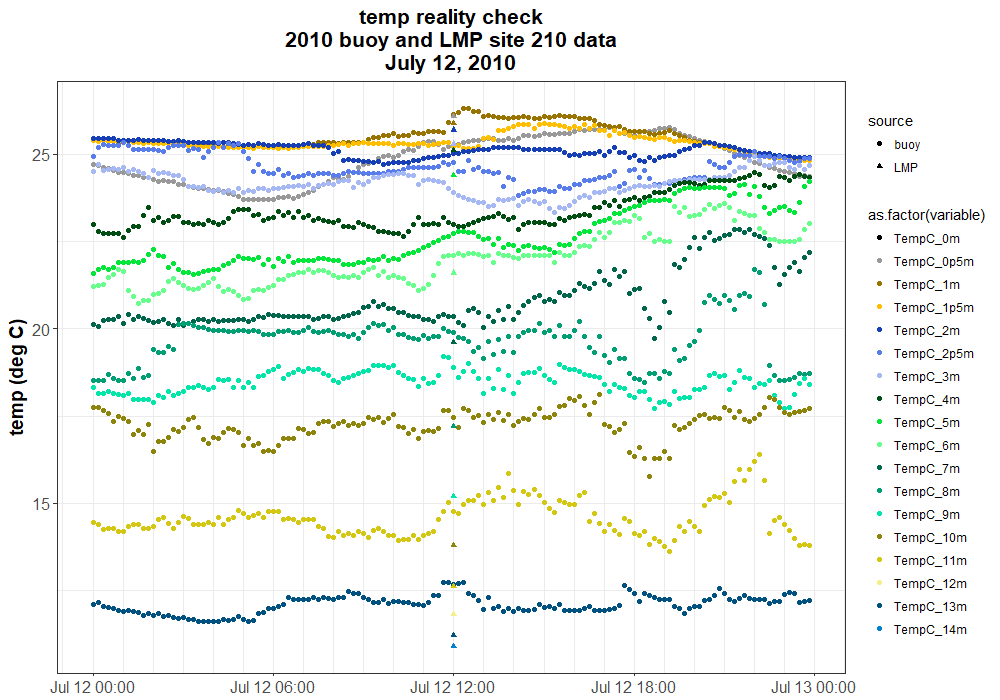 temp reality check
2010 buoy and LMP site 210 data
July 12, 2010
temp (deg C)
25
20
15
Jul 12 00:00
Jul 12 06:00
Jul 12 12:00
Jul 12 18:00
Jul 13 00:00
source
buoy
LMP
as.factor(variable)
TempC_0m
TempC_0p5m
TempC_1m
TempC_1p5m
TempC_2m
TempC_2p5m
TempC_3m
TempC_4m
TempC_5m
TempC_6m
TempC_7m
TempC_8m
TempC_9m
TempC_10m
TempC_11m
TempC_12m
TempC_13m
TempC_14m